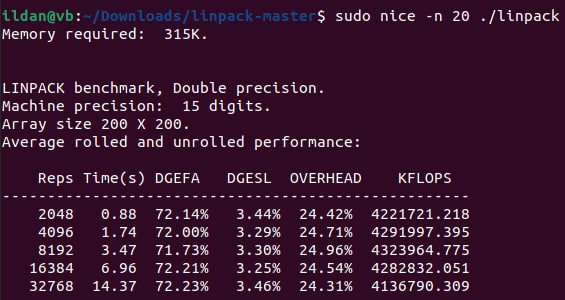 ildan@vb:~/Downloads/linpack-master$ sudo nice -n 20 ./linpack
Memory required:  315K.
LINPACK benchmark, Double precision.
Machine precision:  15 digits.
Array size 200 X 200.
Average rolled and unrolled performance:
    Reps Time(s) DGEFA   DGESL  OVERHEAD    KFLOPS
----------------------------------------------------
    2048   0.88  72.14%   3.44%  24.42%  4221721.218
    4096   1.74  72.00%   3.29%  24.71%  4291997.395
    8192   3.47  71.73%   3.30%  24.96%  4323964.775
   16384   6.96  72.21%   3.25%  24.54%  4282832.051
   32768  14.37  72.23%   3.46%  24.31%  4136790.309